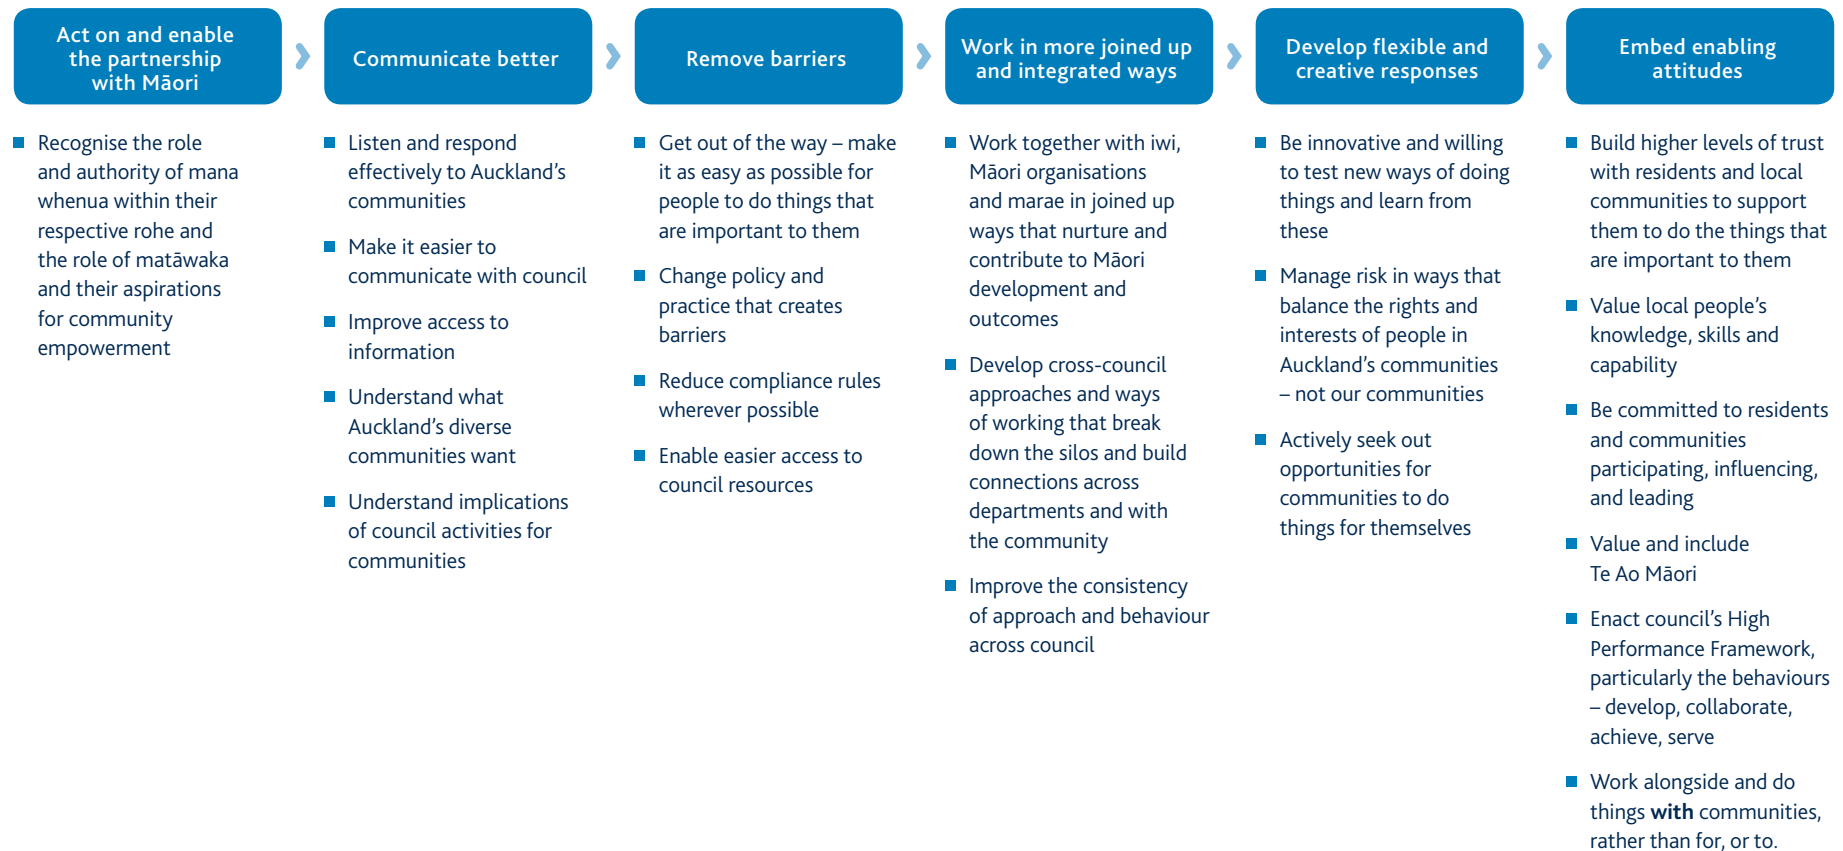 Act on and enable
the partnership
with Māori
Recognise the role
and authority of mana
whenua within their
respective rohe and
the role of matāwaka
and their aspirations
for community
empowerment
Communicate better
Listen and respond
effectively to Auckland’s
communities
Make it easier to
communicate with council
Improve access to
information
Understand what
Auckland’s diverse
communities want
Understand implications
of council activities for
communities
Remove barriers
Get out of the way – make
it as easy as possible for
people to do things that
are important to them
Change policy and
practice that creates
barriers
Reduce compliance rules
wherever possible
Enable easier access to
council resources
Work in more joined up
and integrated ways
Work together with iwi,
Māori organisations
and marae in joined up
ways that nurture and
contribute to Māori
development and
outcomes
Develop cross-council
approaches and ways
of working that break
down the silos and build
connections across
departments and with
the community
Improve the consistency
of approach and behaviour
across council
Develop flexible and
creative responses
Be innovative and willing
to test new ways of doing
things and learn from
these
Manage risk in ways that
balance the rights and
interests of people in
Auckland’s communities
– not our communities
Actively seek out
opportunities for
communities to do
things for themselves
Embed enabling
attitudes
Build higher levels of trust
with residents and local
communities to support
them to do the things that
are important to them
Value local people’s
knowledge, skills and
capability
Be committed to residents
and communities
participating, influencing,
and leading
Value and include
Te Ao Māori
Enact council’s High
Performance Framework,
particularly the behaviours
– develop, collaborate,
achieve, serve
Work alongside and do
things with communities,
rather than for, or to.